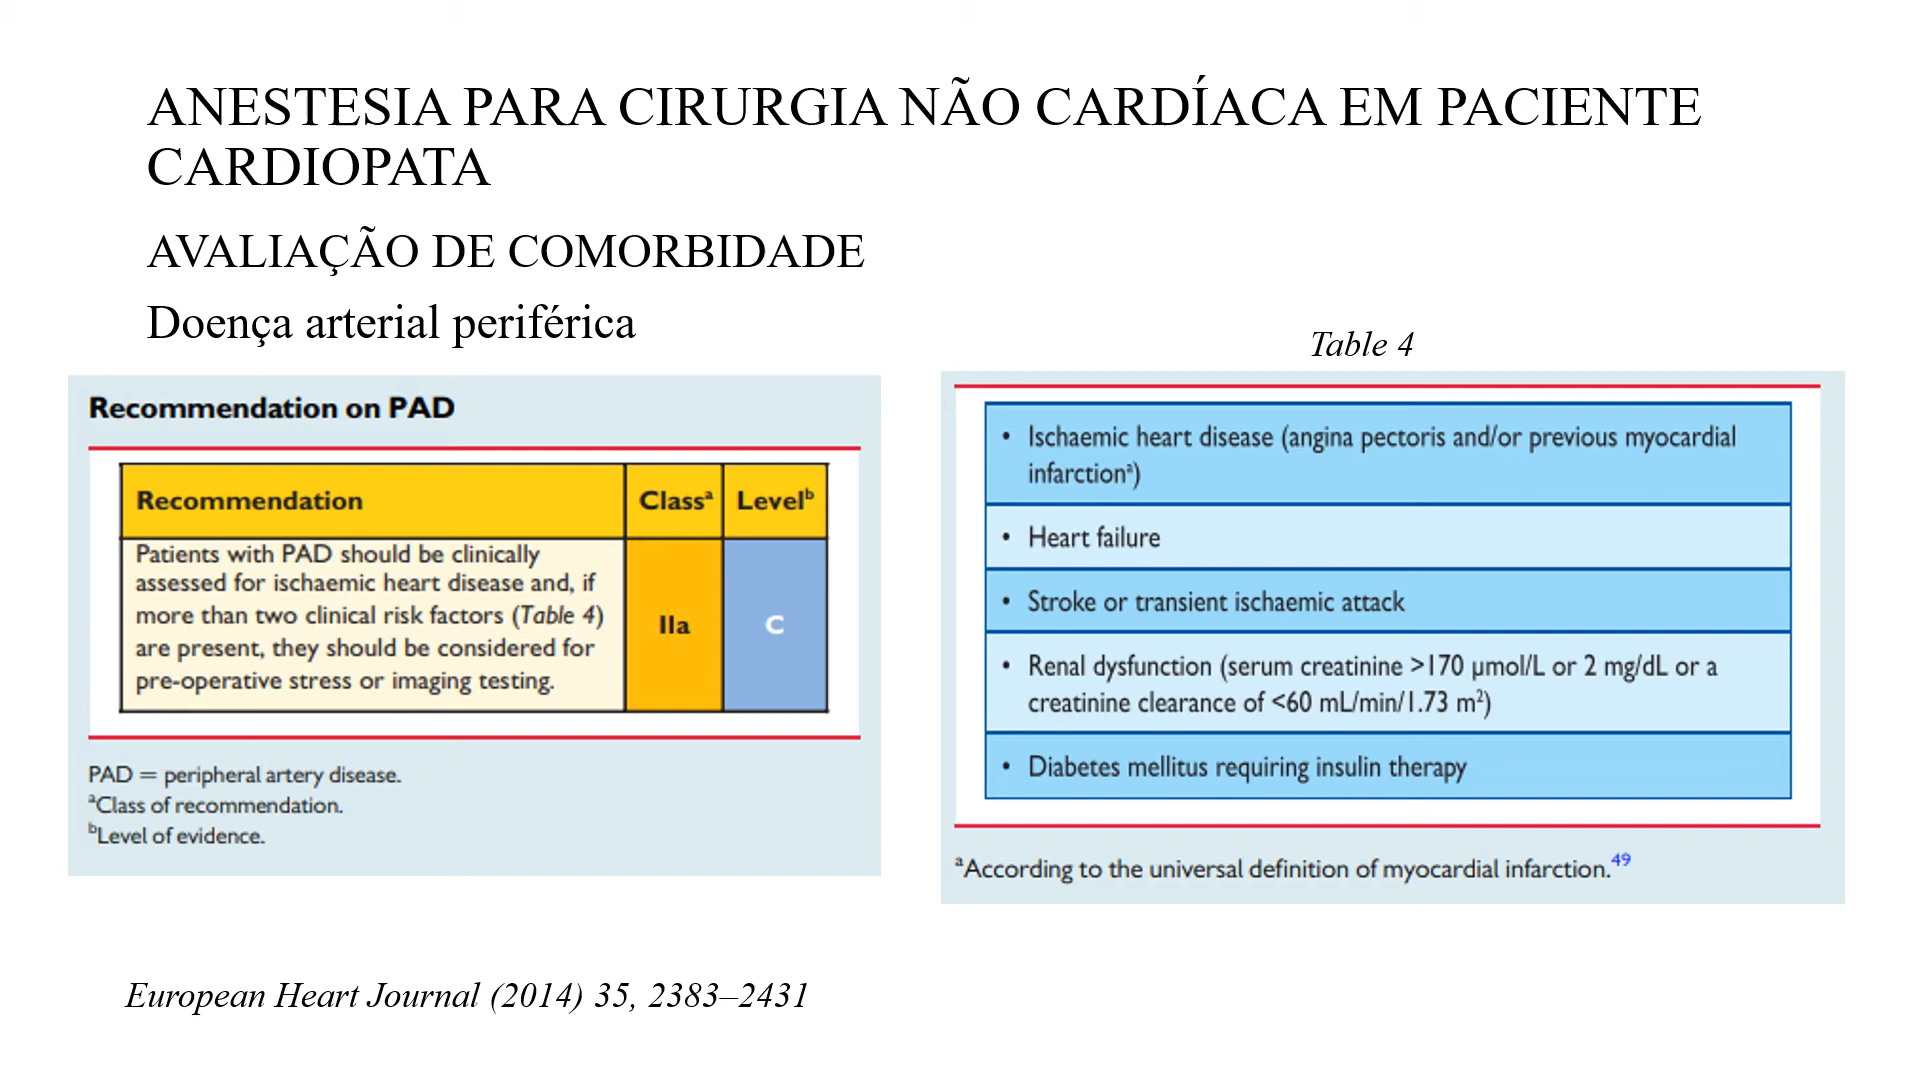 ANESTESIA PARA CIRURGIA NÃO CARDÍACA EM PACIENTE
CARDIOPATA
AVALIAÇÃO DE COMORBIDADE
Doença arterial periférica
Recommendation on PAD
Recommendation Classᵃ Levelᵇ
Patients with PAD should be clinically
assessed for ischaemic heart disease and, if
more than two clinical risk factors (Table 4)
are present, they should be considered for
pre-operative stress or imaging testing.
IIa
C
PAD = peripheral artery disease.
ᵃClass of recommendation.
ᵇLevel of evidence.
Table 4
• Ischaemic heart disease (angina pectoris and/or previous myocardial
infarctionᵃ)
• Heart failure
• Stroke or transient ischaemic attack
• Renal dysfunction (serum creatinine >170 μmol/L or 2 mg/dL or a
creatinine clearance of <60 mL/min/1.73 m²)
• Diabetes mellitus requiring insulin therapy
ᵃAccording to the universal definition of myocardial infarction.⁴⁹
European Heart Journal (2014) 35, 2383–2431